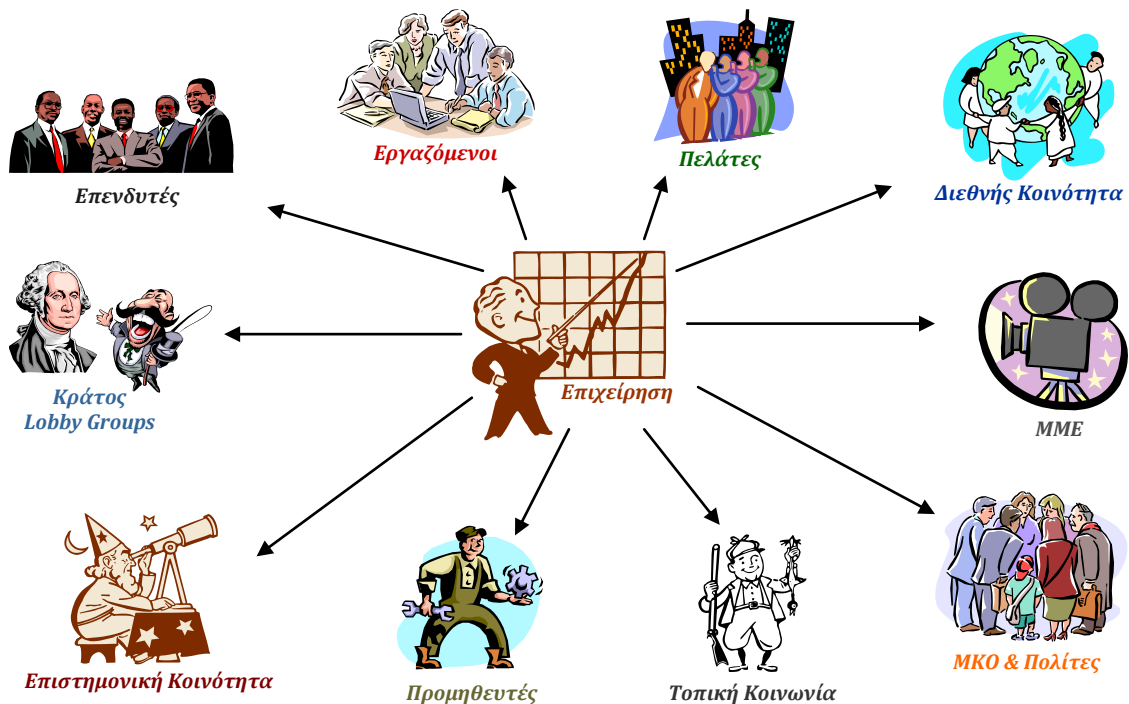 Εργαζόμενοι
Πελάτες
Επενδυτές
Διεθνής Κοινότητα
Επιχείρηση
Κράτος
Lobby Groups
ΜΜΕ
ΜΚΟ & Πολίτες
Επιστημονική Κοινότητα
Προμηθευτές
Τοπική Κοινωνία